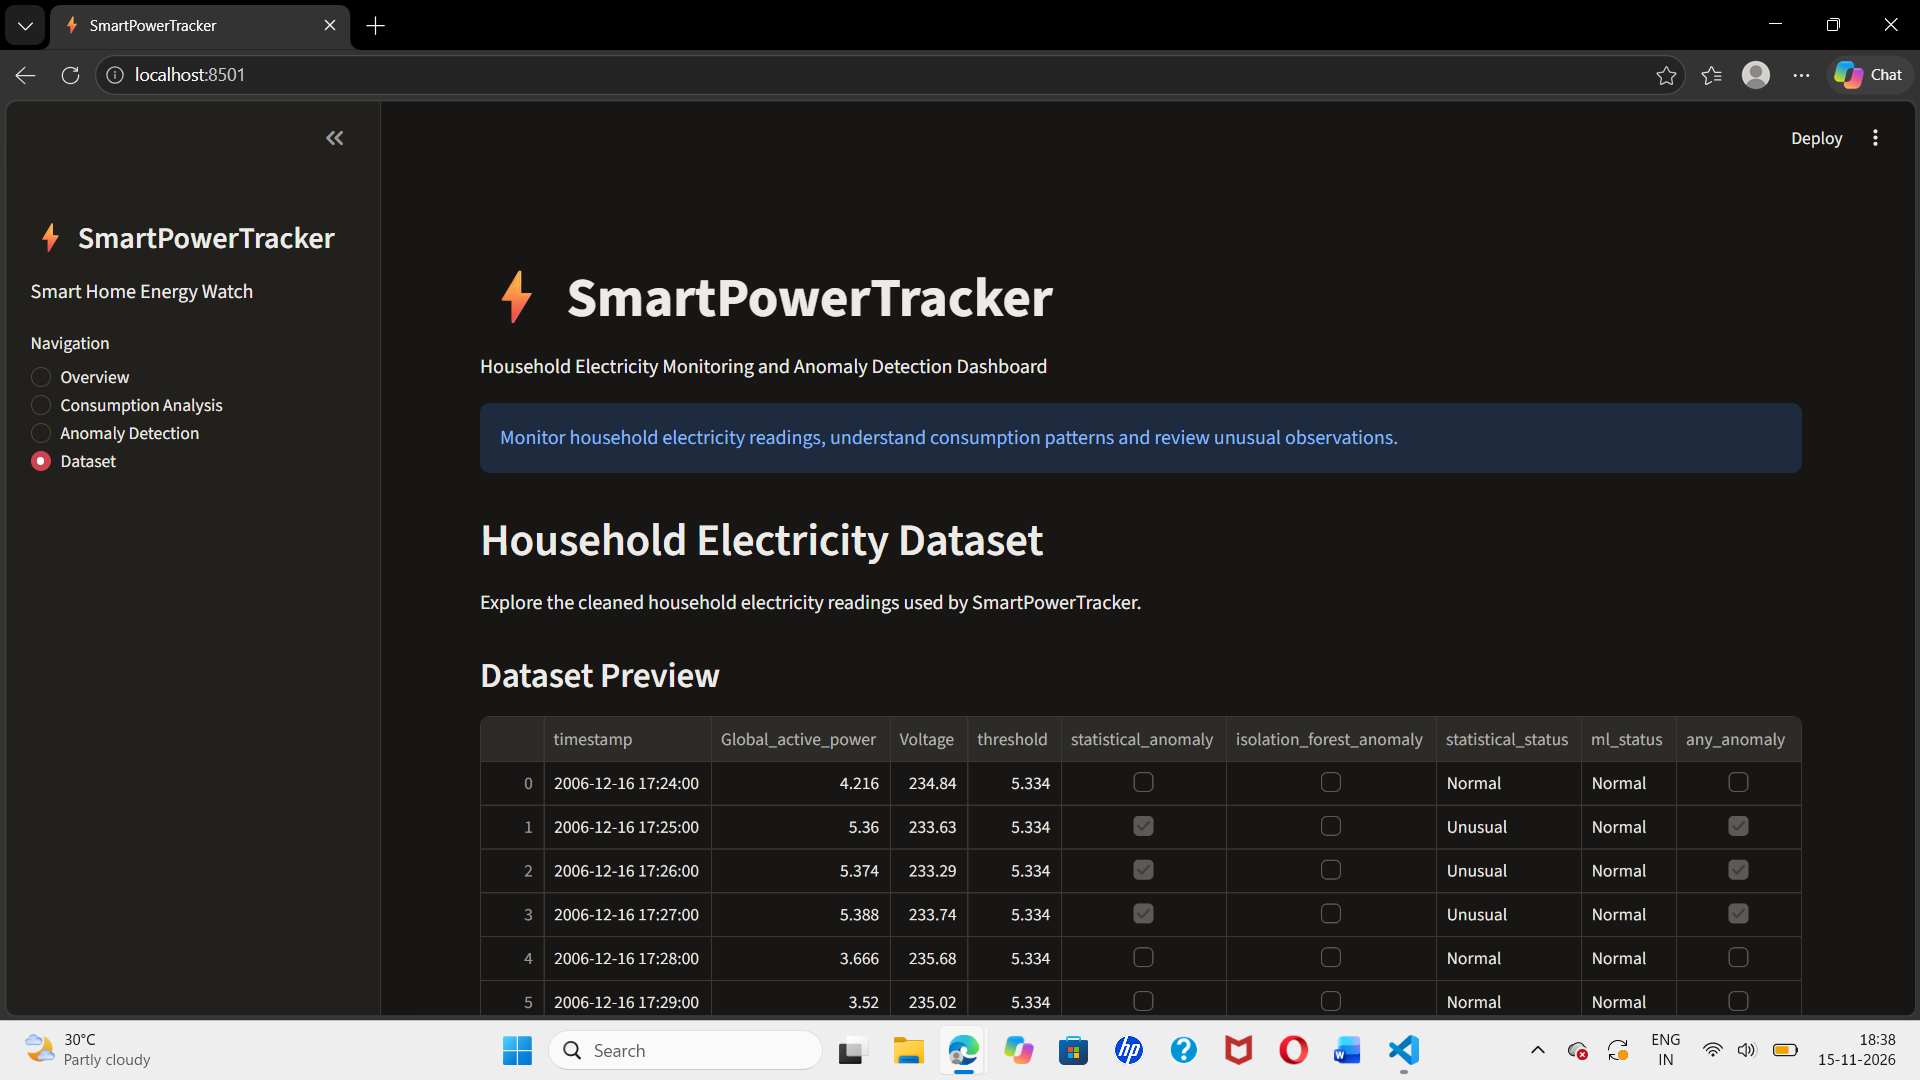 SmartPowerTracker
localhost:8501
Chat
Deploy
SmartPowerTracker
Smart Home Energy Watch
Navigation
Overview
Consumption Analysis
Anomaly Detection
Dataset
SmartPowerTracker
Household Electricity Monitoring and Anomaly Detection Dashboard
Monitor household electricity readings, understand consumption patterns and review unusual observations.
Household Electricity Dataset
Explore the cleaned household electricity readings used by SmartPowerTracker.
Dataset Preview
timestamp Global_active_power Voltage threshold statistical_anomaly isolation_forest_anomaly statistical_status ml_status any_anomaly
0 2006-12-16 17:24:00 4.216 234.84 5.334 Normal Normal
1 2006-12-16 17:25:00 5.36 233.63 5.334 Unusual Normal
2 2006-12-16 17:26:00 5.374 233.29 5.334 Unusual Normal
3 2006-12-16 17:27:00 5.388 233.74 5.334 Unusual Normal
4 2006-12-16 17:28:00 3.666 235.68 5.334 Normal Normal
5 2006-12-16 17:29:00 3.52 235.02 5.334 Normal Normal
30°C
Partly cloudy
Search
hp
W
ENG
IN
18:38
15-11-2026